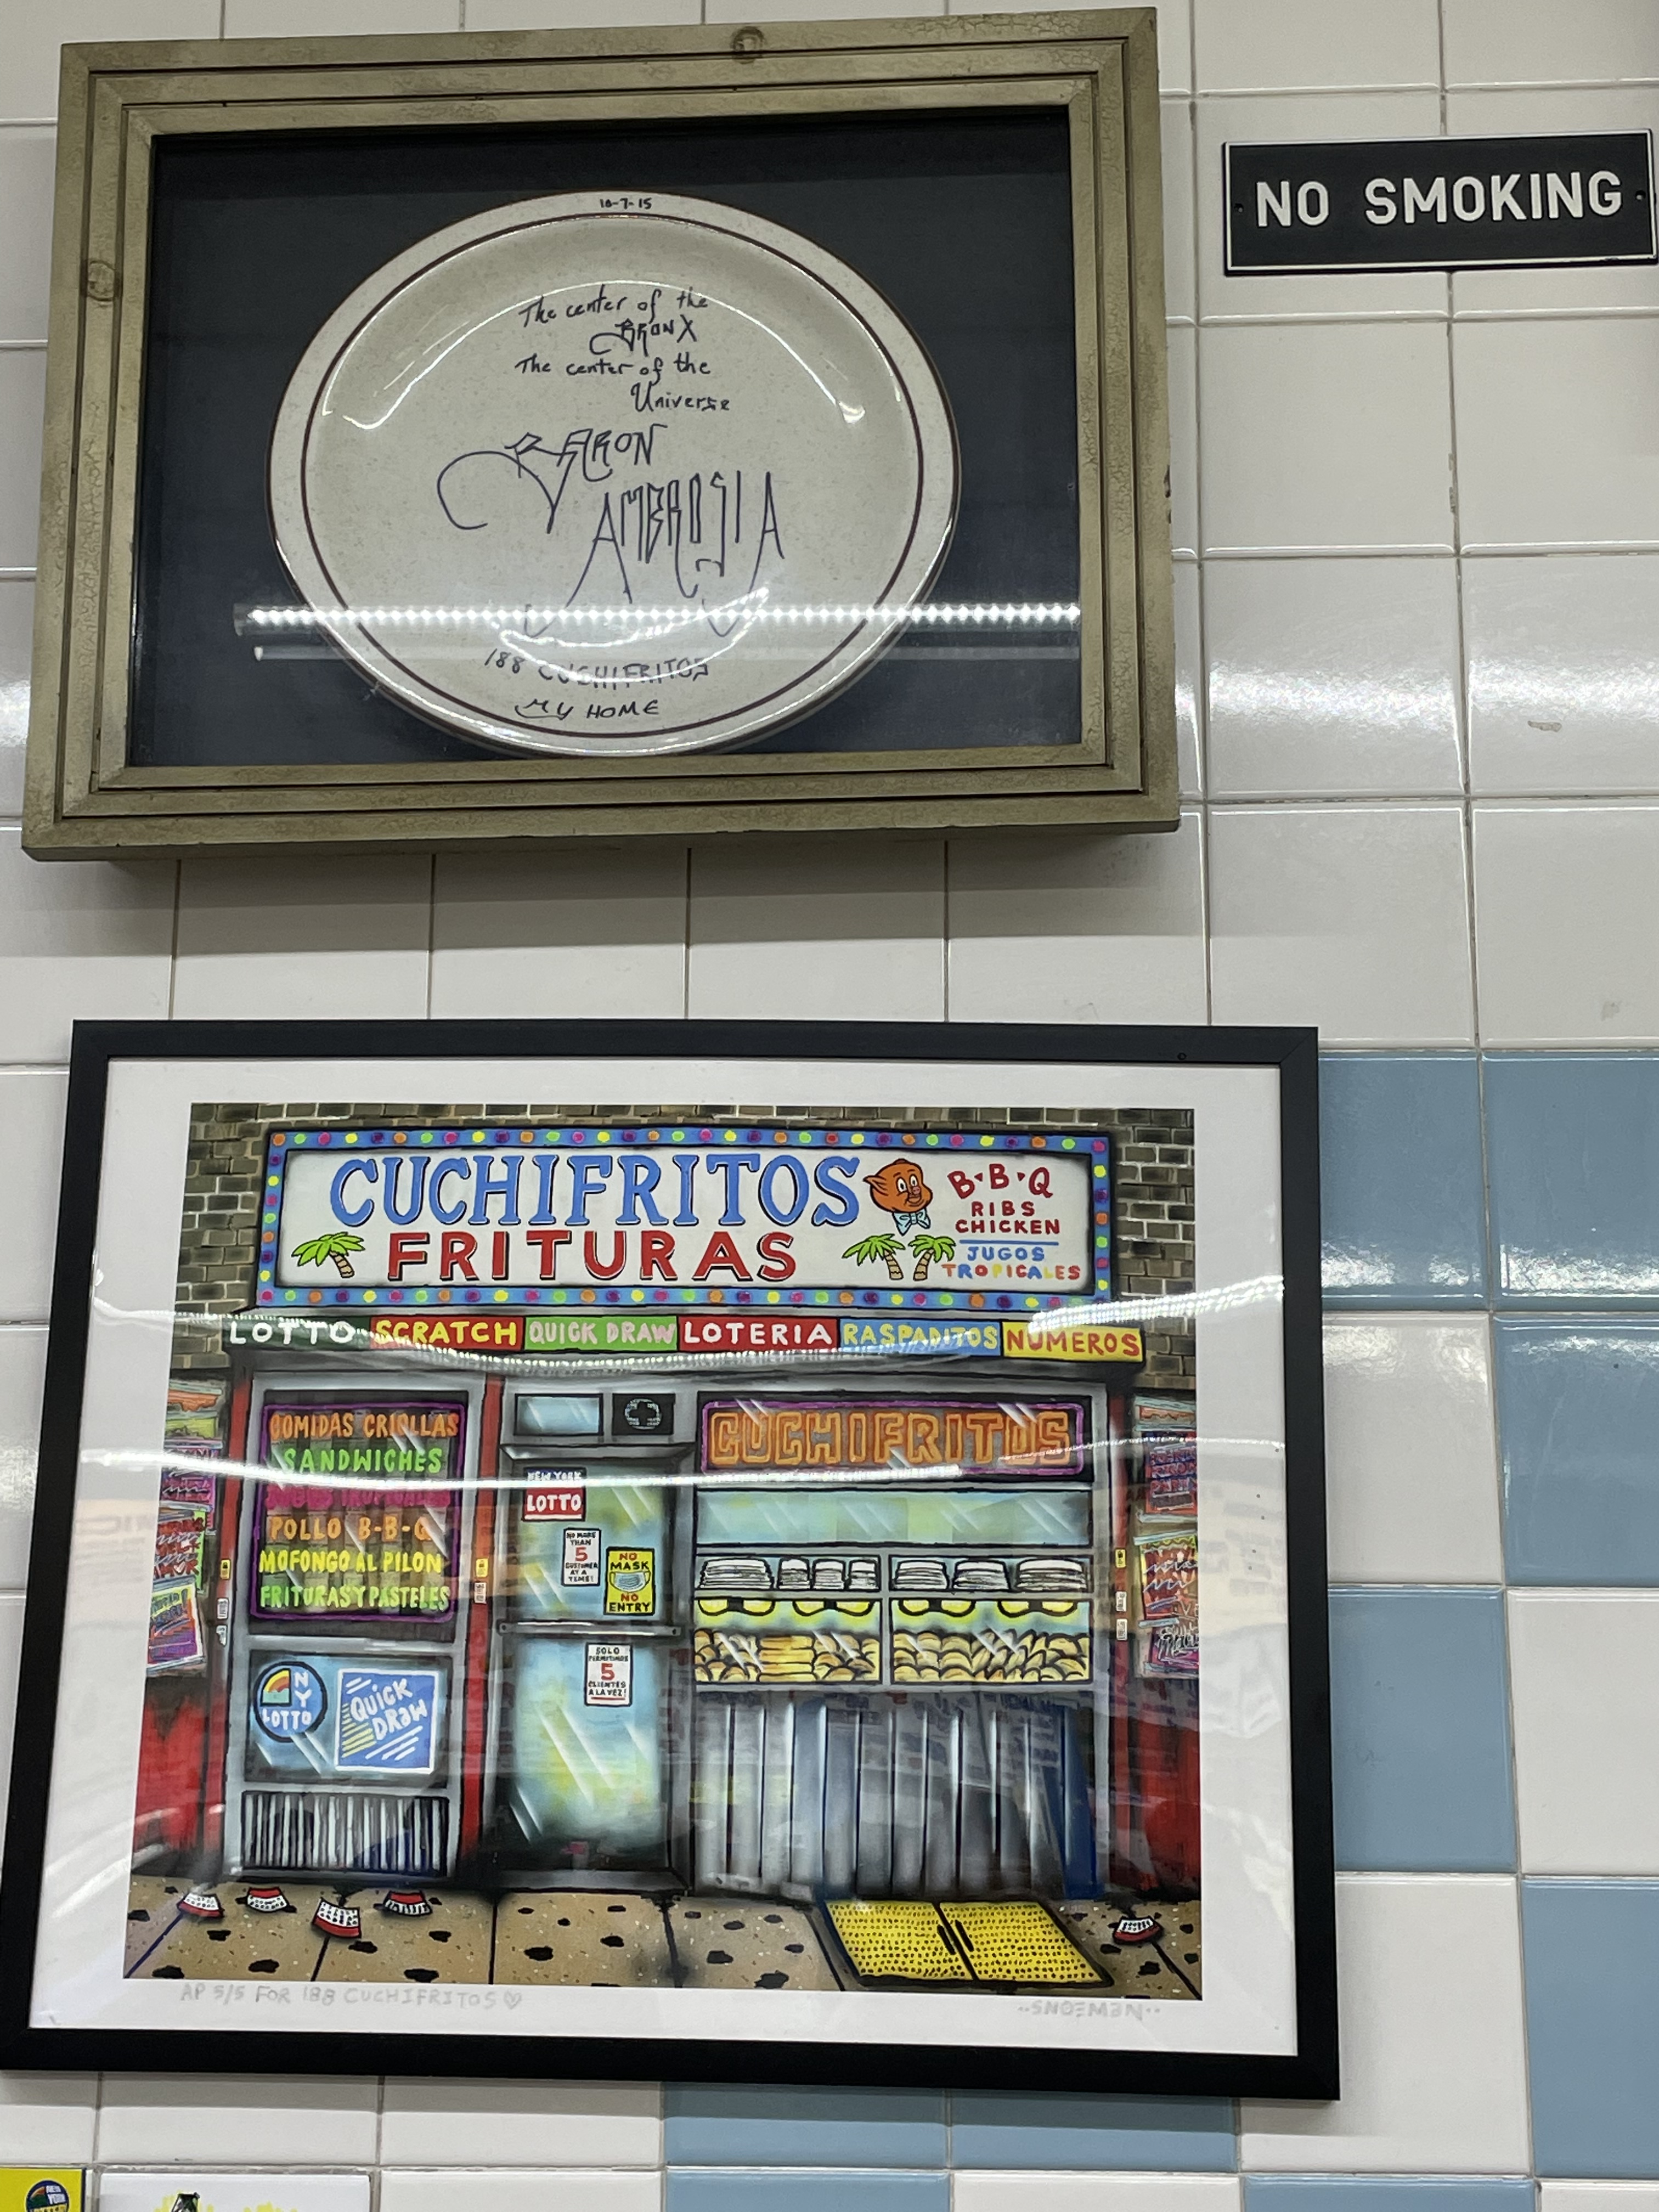 10-7-15
The center of the
BRONX
The center of the
Universe
BARON
AMBROSIA
188 CUCHIFRITOS
MY HOME
NO SMOKING
CUCHIFRITOS
FRITURAS
B·B·Q
RIBS
CHICKEN
JUGOS
TROPICALES
LOTTO SCRATCH QUICK DRAW LOTERIA RASPADITOS NUMEROS
COMIDAS CRIOLLAS
SANDWICHES
POLLO B-B-Q
MOFONGO AL PILON
FRITURAS Y PASTELES
NEW YORK
LOTTO
NO MORE
THAN
5
CUSTOMER
AT A
TIME!
NO
MASK
NO
ENTRY
SOLO
PERMITIMOS
5
CLIENTES
A LA VEZ!
CUCHIFRITOS
NY
LOTTO
QUICK
DRAW
AP 5/5 FOR 188 CUCHIFRITOS♡